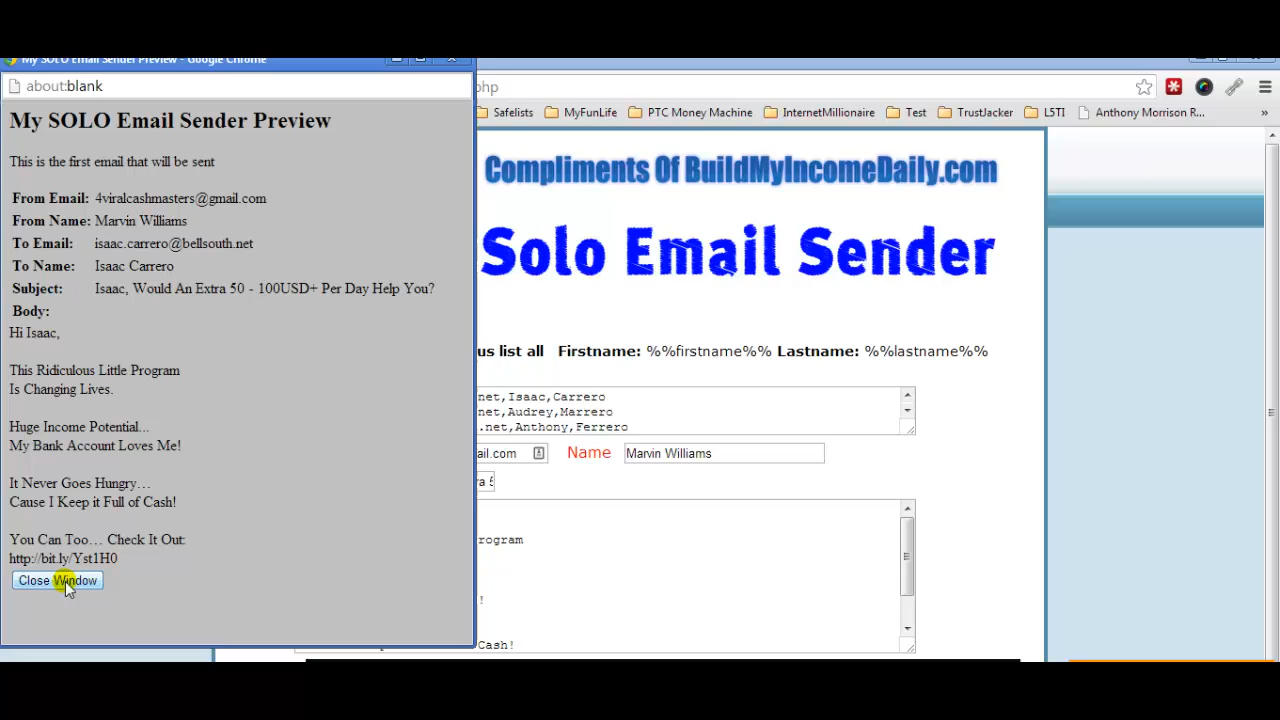 My SOLO Email Sender Preview - Google Chrome
about:blank
My SOLO Email Sender Preview
This is the first email that will be sent
From Email: 4viralcashmasters@gmail.com
From Name: Marvin Williams
To Email: isaac.carrero@bellsouth.net
To Name: Isaac Carrero
Subject: Isaac, Would An Extra 50 - 100USD+ Per Day Help You?
Body:
Hi Isaac,
This Ridiculous Little Program
Is Changing Lives.
Huge Income Potential...
My Bank Account Loves Me!
It Never Goes Hungry…
Cause I Keep it Full of Cash!
You Can Too… Check It Out:
http://bit.ly/Yst1H0
Close Window
php
Safelists MyFunLife PTC Money Machine InternetMillionaire Test TrustJacker L5TI Anthony Morrison R... »
Compliments Of BuildMyIncomeDaily.com
Solo Email Sender
us list all Firstname: %%firstname%% Lastname: %%lastname%%
net,Isaac,Carrero
net,Audrey,Marrero
.net,Anthony,Ferrero
ail.com Name Marvin Williams
ra 5
rogram
!
Cash!